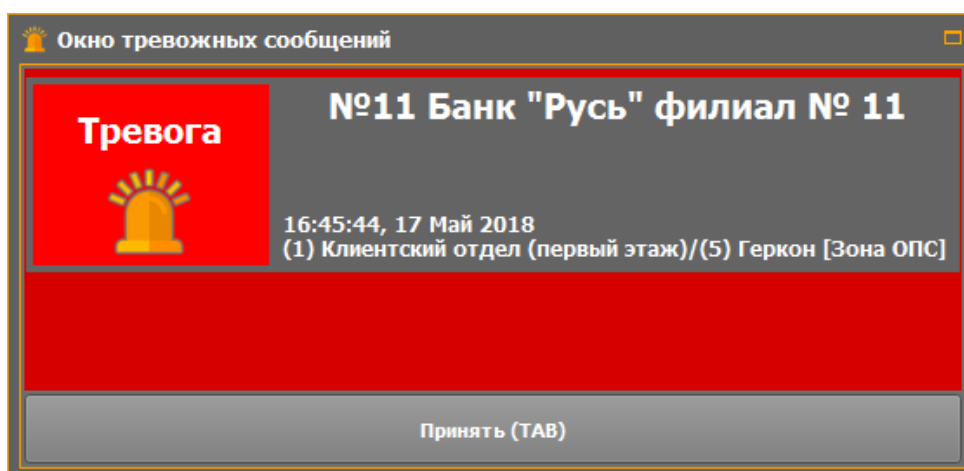 Окно тревожных сообщений
Тревога
№11 Банк "Русь" филиал № 11
16:45:44, 17 Май 2018
(1) Клиентский отдел (первый этаж)/(5) Геркон [Зона ОПС]
Принять (TAB)